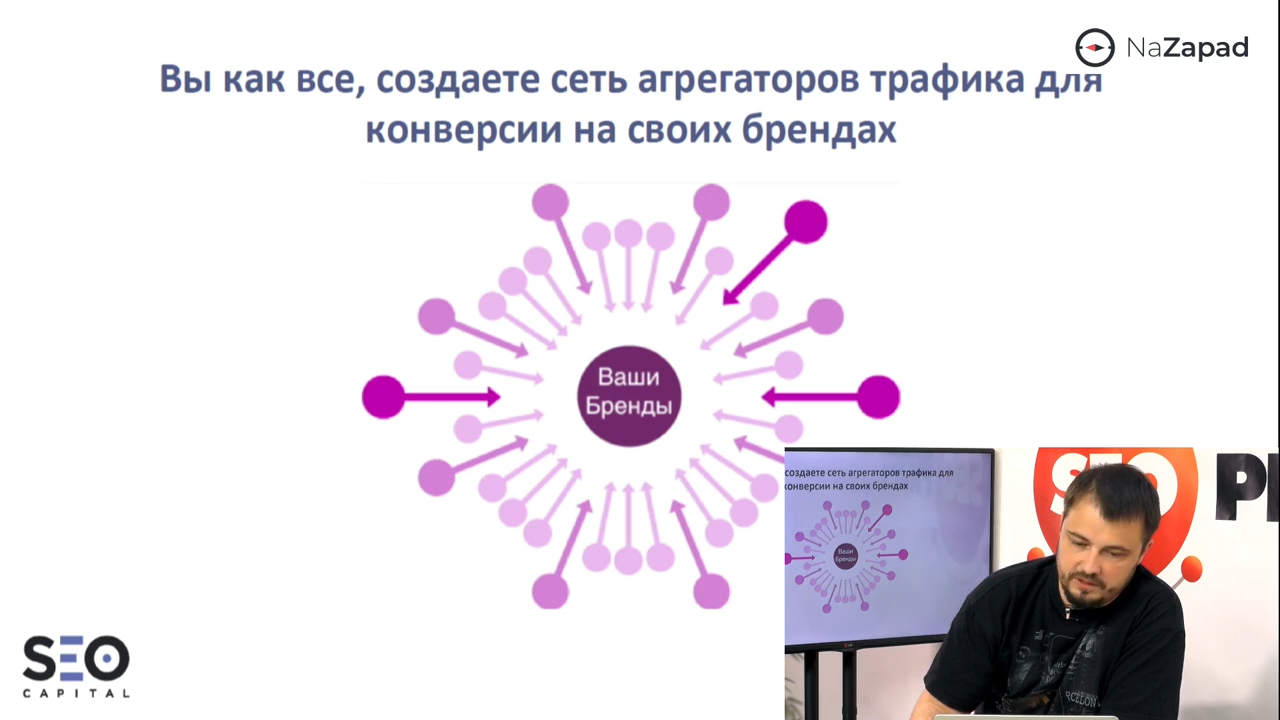 NaZapad
Вы как все, создаете сеть агрегаторов трафика для
конверсии на своих брендах
Ваши
Бренды
SEO
CAPITAL
создаете сеть агрегаторов трафика для
конверсии на своих брендах
Ваши
Бренды
SEO